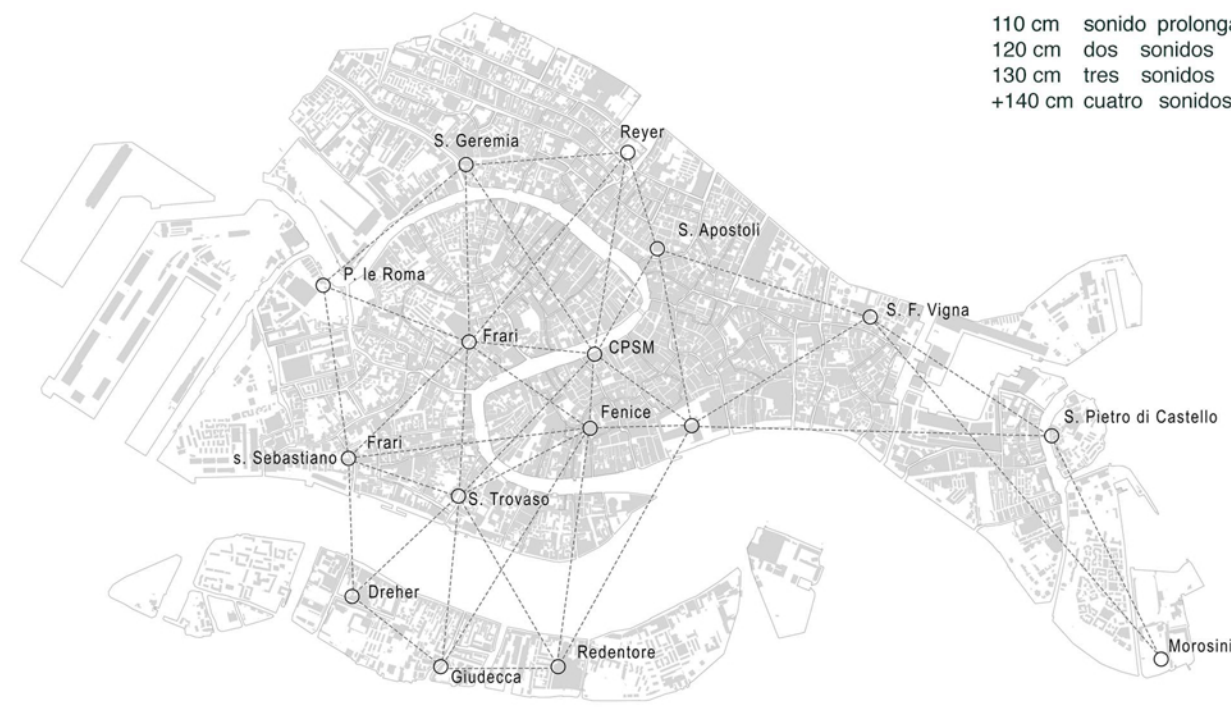 110 cm sonido prolonga
120 cm dos sonidos
130 cm tres sonidos
+140 cm cuatro sonidos
Reyer
S. Geremia
S. Apostoli
P. le Roma
S. F. Vigna
Frari
CPSM
Fenice
S. Pietro di Castello
Frari
s. Sebastiano
S. Trovaso
Dreher
Morosini
Redentore
Giudecca